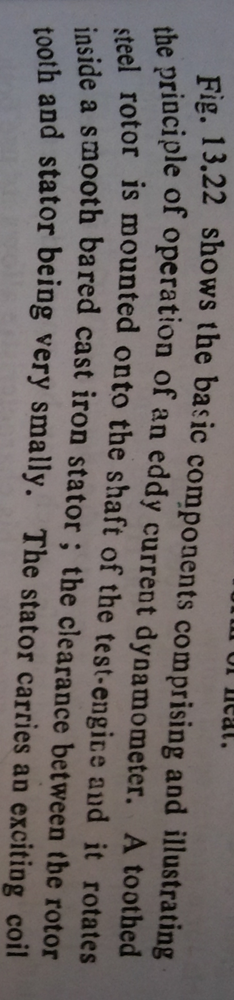 of heat.
Fig. 13.22 shows the basic components comprising and illustrating
the principle of operation of an eddy current dynamometer. A toothed
steel rotor is mounted onto the shaft of the test-engine and it rotates
inside a smooth bared cast iron stator ; the clearance between the rotor
tooth and stator being very smally. The stator carries an exciting coil